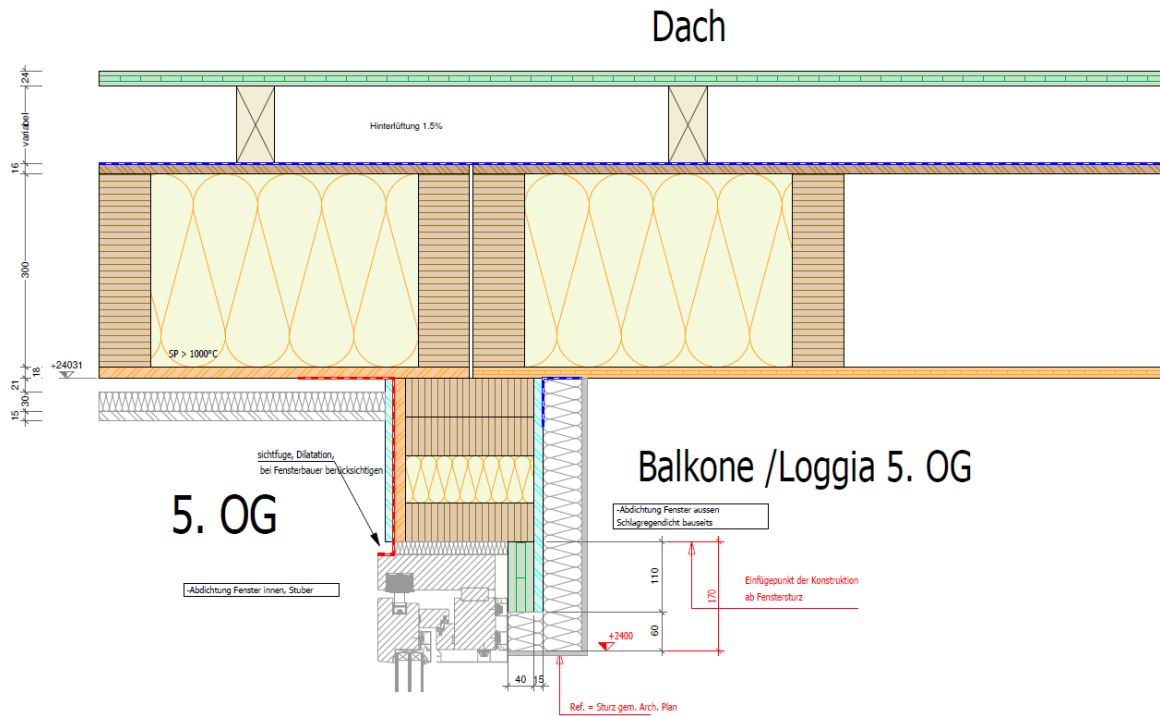 Dach
24
variabel
Hinterlüftung 1.5%
16
300
SP > 1000°C
+24031
18
21
30
15
sichtfuge, Dilatation,
bei Fensterbauer berücksichtigen
5. OG
Balkone /Loggia 5. OG
-Abdichtung Fenster aussen
Schlagregendicht bauseits
-Abdichtung Fenster innen, Stuber
110
170
Einfügepunkt der Konstruktion
ab Fenstersturz
60
+2400
40
15
Ref. = Sturz gem. Arch. Plan